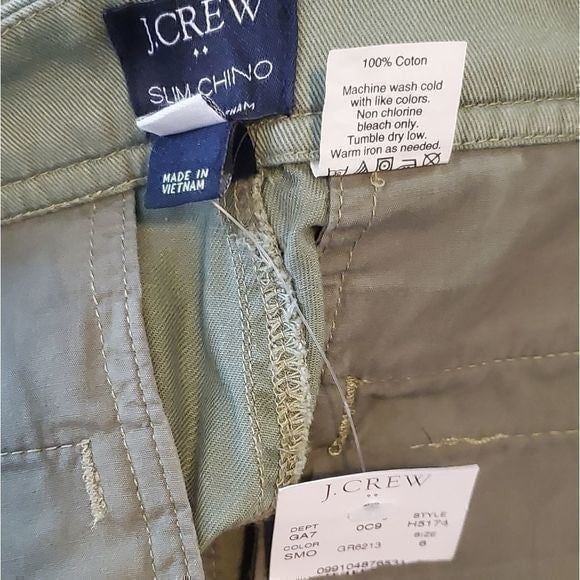 J.CREW
SLIM CHINO
MADE IN
VIETNAM
100% Coton
Machine wash cold
with like colors.
Non chlorine
bleach only.
Tumble dry low.
Warm iron as needed.
J.CREW
DEPT
GA7
0C9
STYLE
H5174
COLOR
SMO
GR6213
SIZE
6